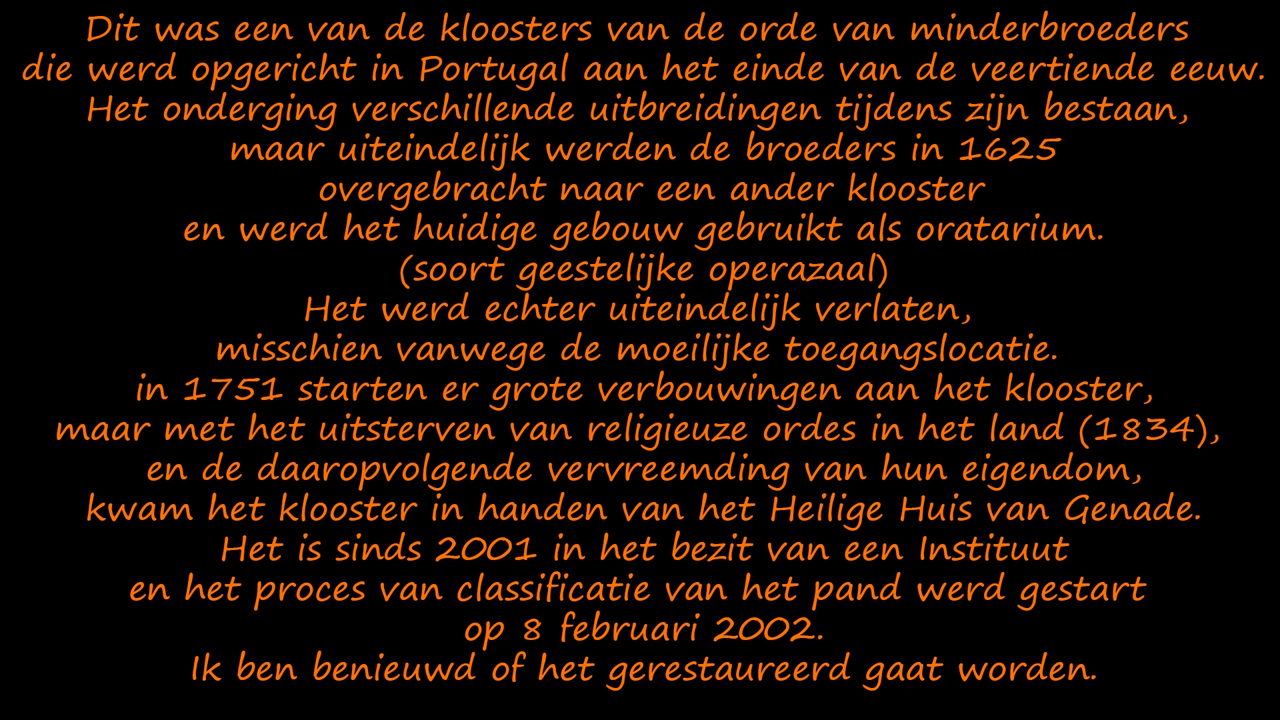 Dit was een van de kloosters van de orde van minderbroeders
die werd opgericht in Portugal aan het einde van de veertiende eeuw.
Het onderging verschillende uitbreidingen tijdens zijn bestaan,
maar uiteindelijk werden de broeders in 1625
overgebracht naar een ander klooster
en werd het huidige gebouw gebruikt als oratarium.
(soort geestelijke operazaal)
Het werd echter uiteindelijk verlaten,
misschien vanwege de moeilijke toegangslocatie.
in 1751 starten er grote verbouwingen aan het klooster,
maar met het uitsterven van religieuze ordes in het land (1834),
en de daaropvolgende vervreemding van hun eigendom,
kwam het klooster in handen van het Heilige Huis van Genade.
Het is sinds 2001 in het bezit van een Instituut
en het proces van classificatie van het pand werd gestart
op 8 februari 2002.
Ik ben benieuwd of het gerestaureerd gaat worden.